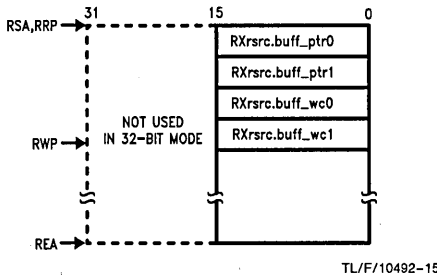 31 15 0
RSA,RRP
RXrsrc.buff_ptr0
RXrsrc.buff_ptr1
RXrsrc.buff_wc0
RXrsrc.buff_wc1
NOT USED
IN 32-BIT MODE
RWP
REA
TL/F/10492-15